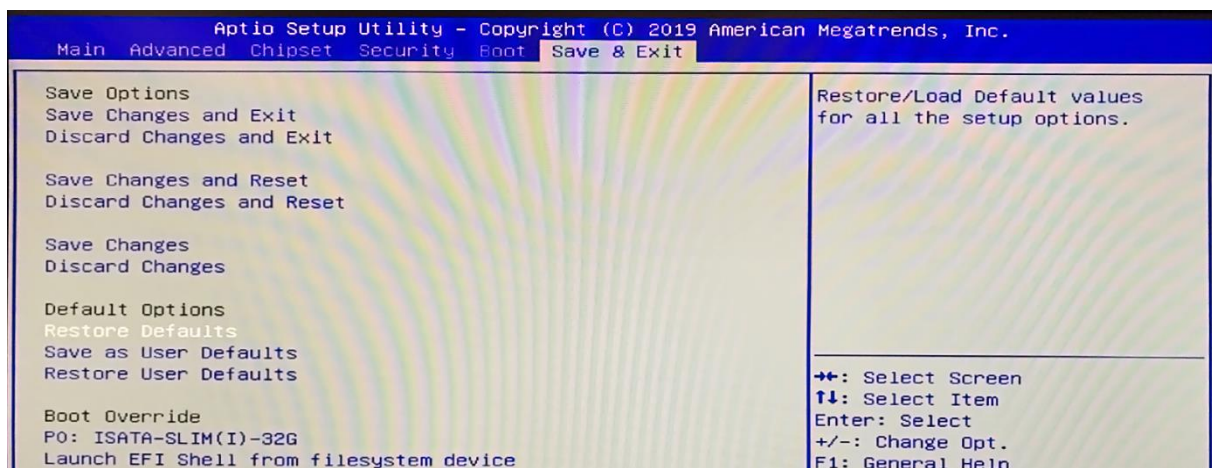 Aptio Setup Utility - Copyright (C) 2019 American Megatrends, Inc.
Main Advanced Chipset Security Boot Save & Exit
Save Options
Save Changes and Exit
Discard Changes and Exit
Save Changes and Reset
Discard Changes and Reset
Save Changes
Discard Changes
Default Options
Restore Defaults
Save as User Defaults
Restore User Defaults
Boot Override
P0: ISATA-SLIM(I)-32G
Launch EFI Shell from filesystem device
Restore/Load Default values
for all the setup options.
→←: Select Screen
↑↓: Select Item
Enter: Select
+/-: Change Opt.
F1: General Help